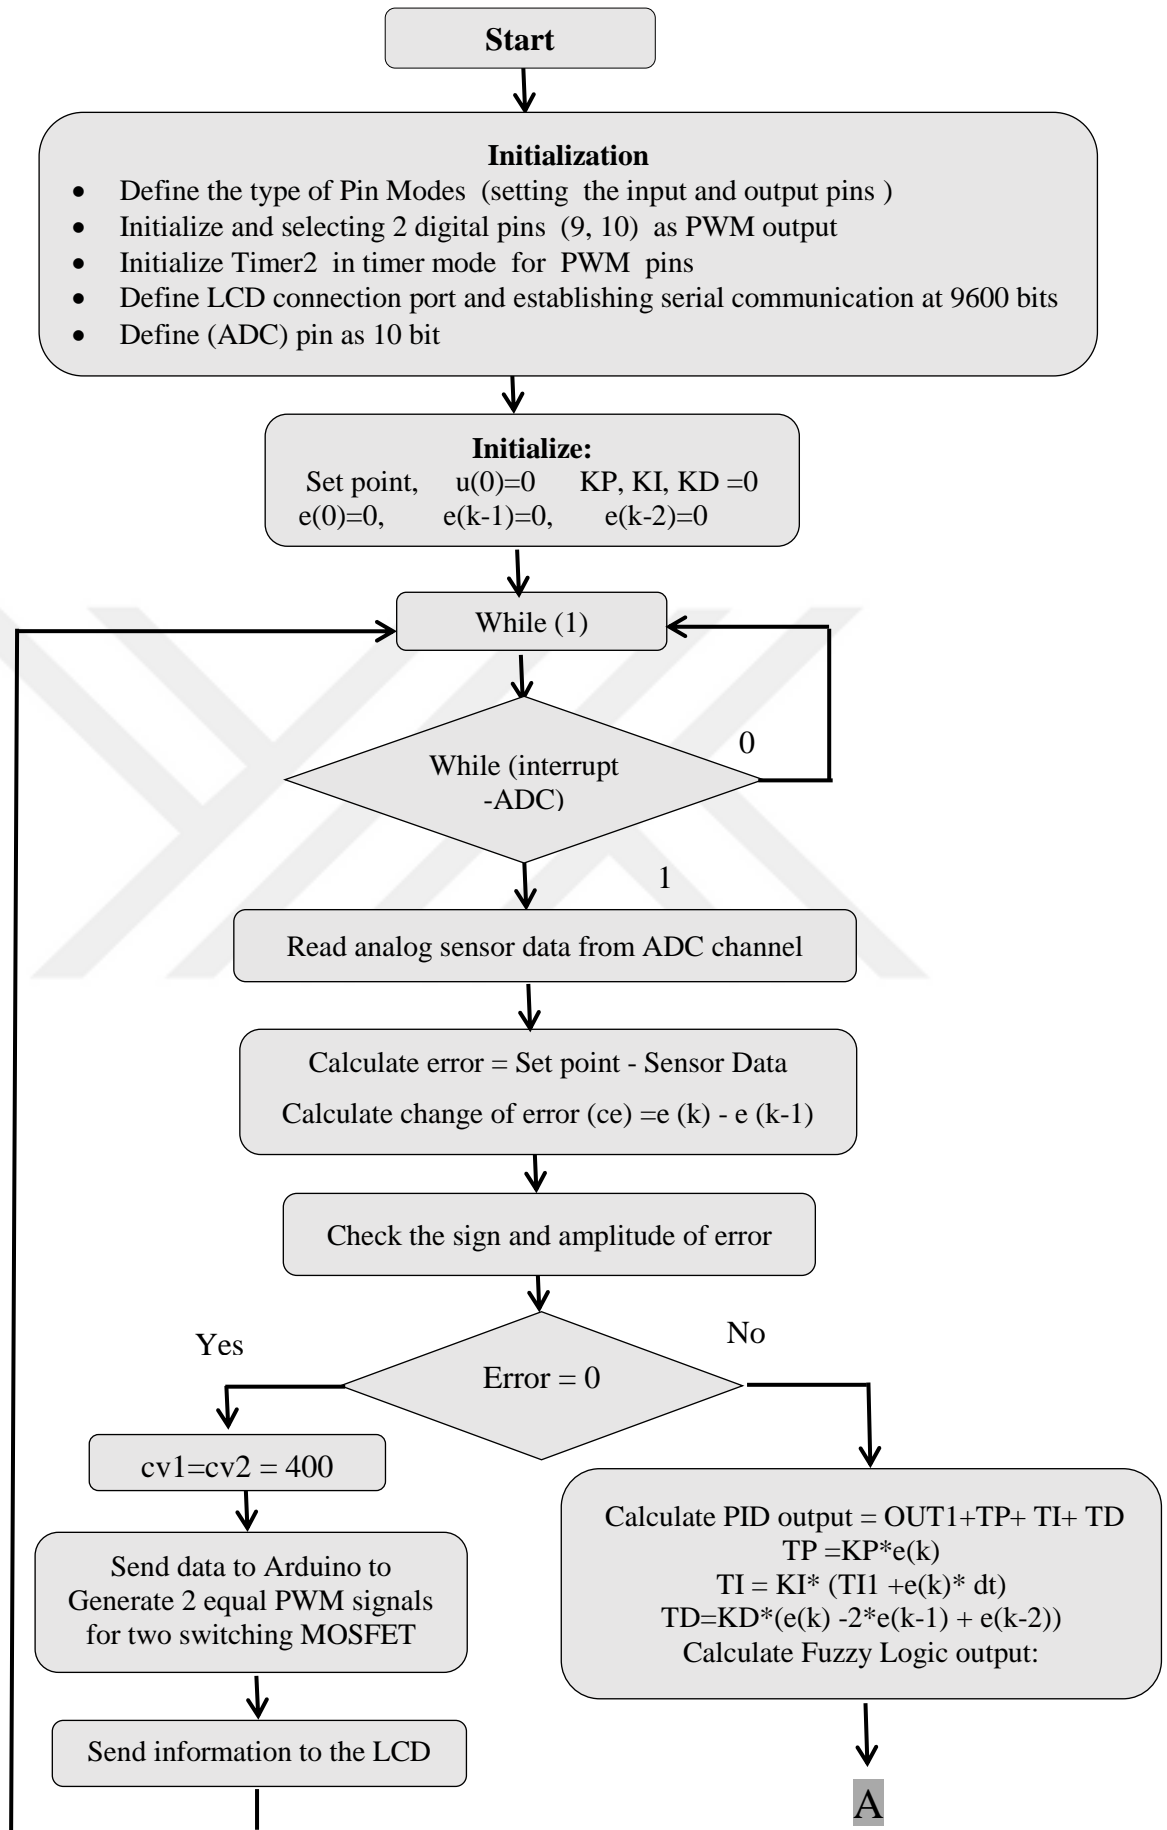 Start
Initialization
• Define the type of Pin Modes (setting the input and output pins )
• Initialize and selecting 2 digital pins (9, 10) as PWM output
• Initialize Timer2 in timer mode for PWM pins
• Define LCD connection port and establishing serial communication at 9600 bits
• Define (ADC) pin as 10 bit
Initialize:
Set point, u(0)=0 KP, KI, KD =0
e(0)=0, e(k-1)=0, e(k-2)=0
While (1)
0
While (interrupt
-ADC)
1
Read analog sensor data from ADC channel
Calculate error = Set point - Sensor Data
Calculate change of error (ce) =e (k) - e (k-1)
Check the sign and amplitude of error
Yes
No
Error = 0
cv1=cv2 = 400
Send data to Arduino to
Generate 2 equal PWM signals
for two switching MOSFET
Send information to the LCD
Calculate PID output = OUT1+TP+ TI+ TD
TP =KP*e(k)
TI = KI* (TI1 +e(k)* dt)
TD=KD*(e(k) -2*e(k-1) + e(k-2))
Calculate Fuzzy Logic output:
A